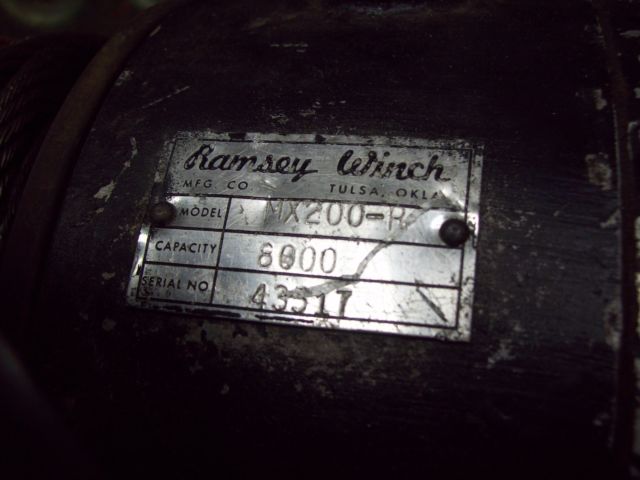 Ramsey Winch
MFG. CO. TULSA, OKLA.
MODEL MX200-R
CAPACITY 8000
SERIAL NO. 43517